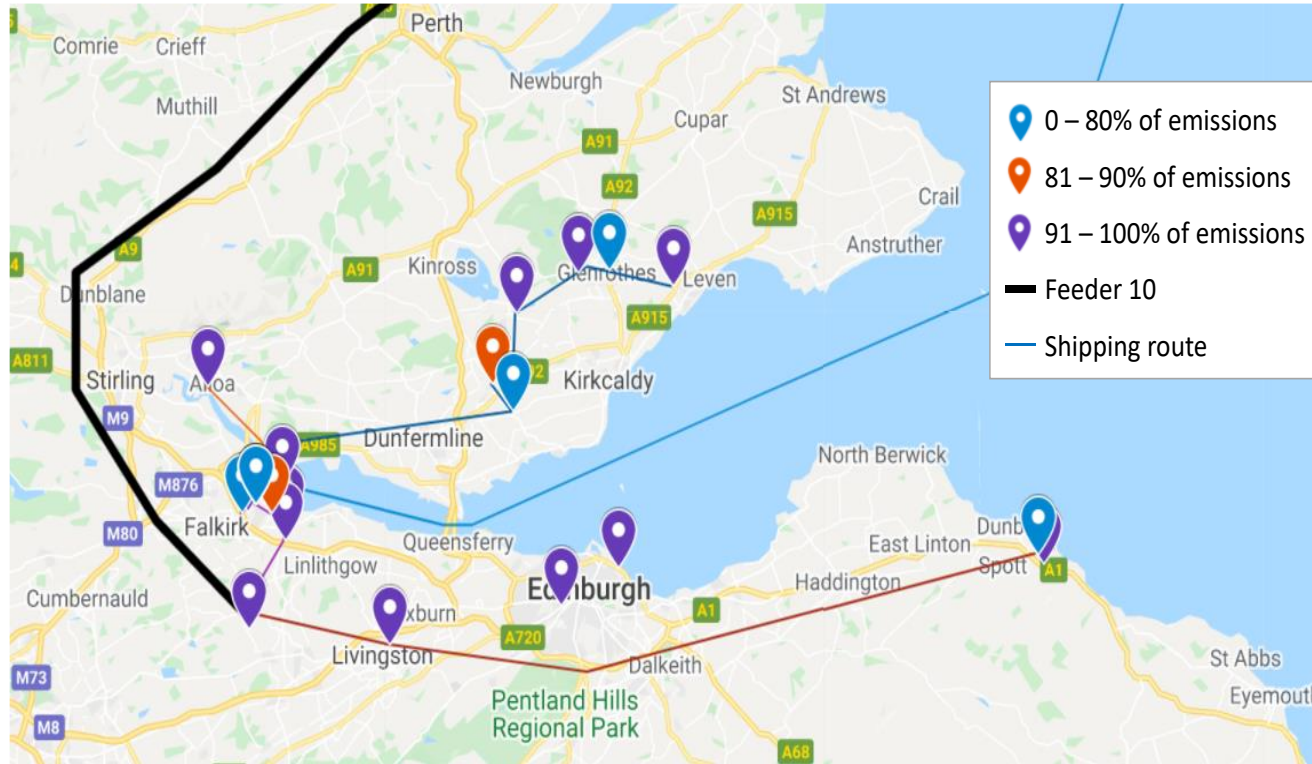 Perth
Comrie
Crieff
Newburgh
St Andrews
Muthill
Cupar
A91
A92
Crail
A915
A9
Anstruther
Kinross
A91
Glenrothes
Leven
Dunblane
A915
A811
Stirling
Alloa
Kirkcaldy
M9
Dunfermline
A985
North Berwick
M876
Falkirk
M80
Queensferry
East Linton
Spott
A1
Linlithgow
Haddington
Edinburgh
Cumbernauld
A1
A720
Livingston
Dalkeith
St Abbs
M73
Pentland Hills
Regional Park
Eyemout
M8
A68
0 – 80% of emissions
81 – 90% of emissions
91 – 100% of emissions
Feeder 10
Shipping route